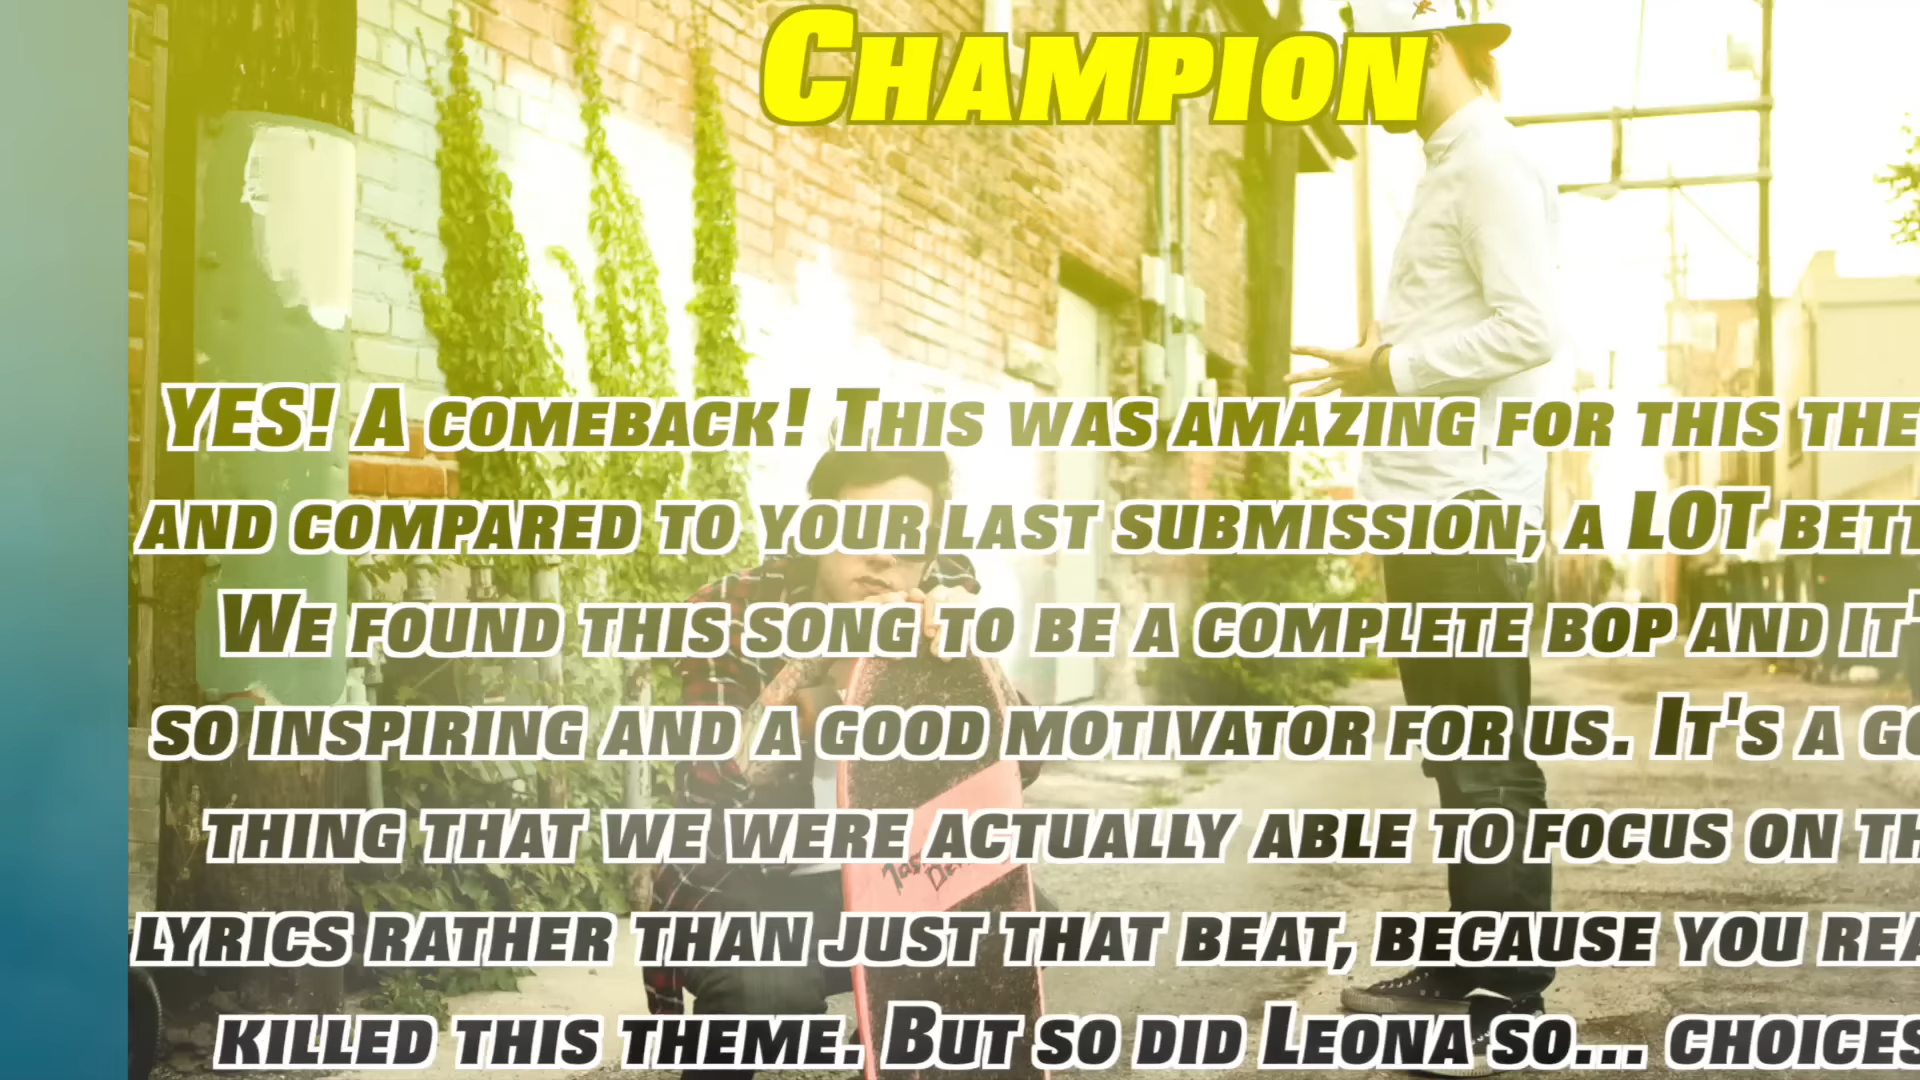 Champion
YES! A comeback! This was amazing for this the
and compared to your last submission, a LOT bett
We found this song to be a complete bop and it'
so inspiring and a good motivator for us. It's a go
thing that we were actually able to focus on th
lyrics rather than just that beat, because you rea
killed this theme. But so did Leona so... choices